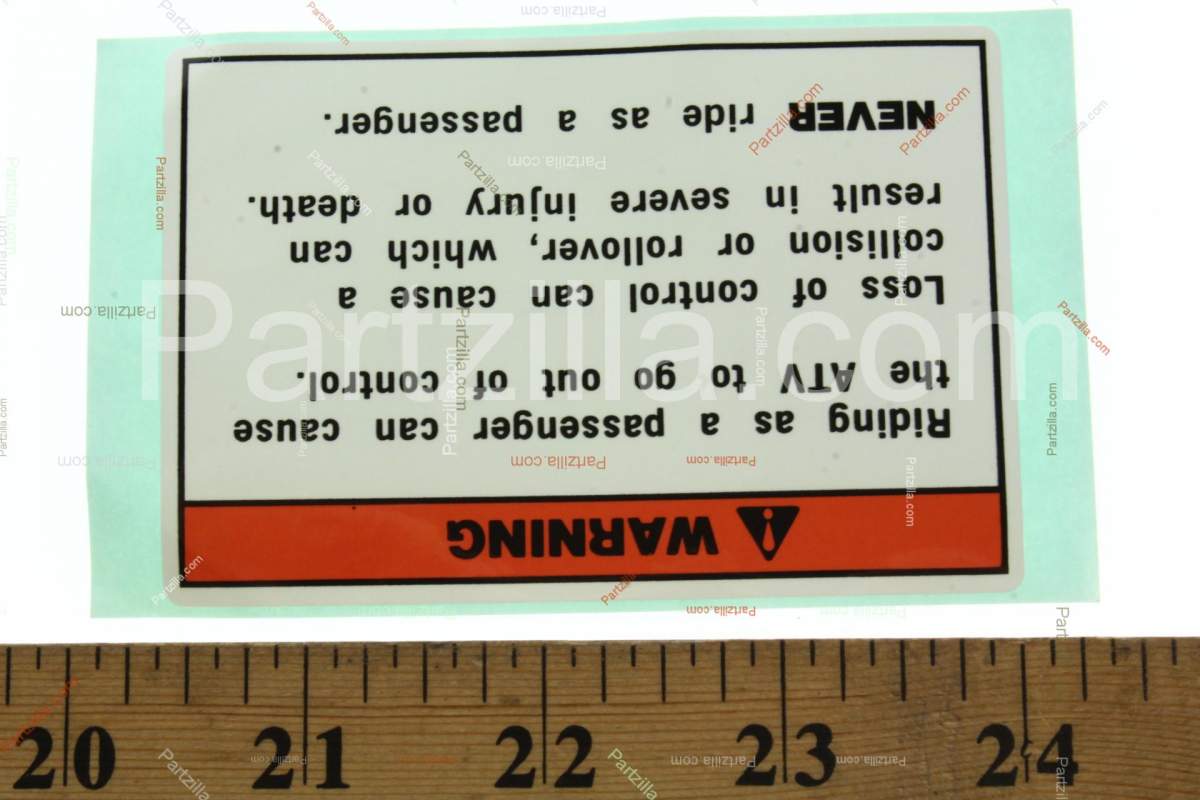 WARNING
Riding as a passenger can cause
the ATV to go out of control.
Loss of control can cause a
collision or rollover, which can
result in severe injury or death.
NEVER ride as a passenger.
Partzilla.com
20 21 22 23 24